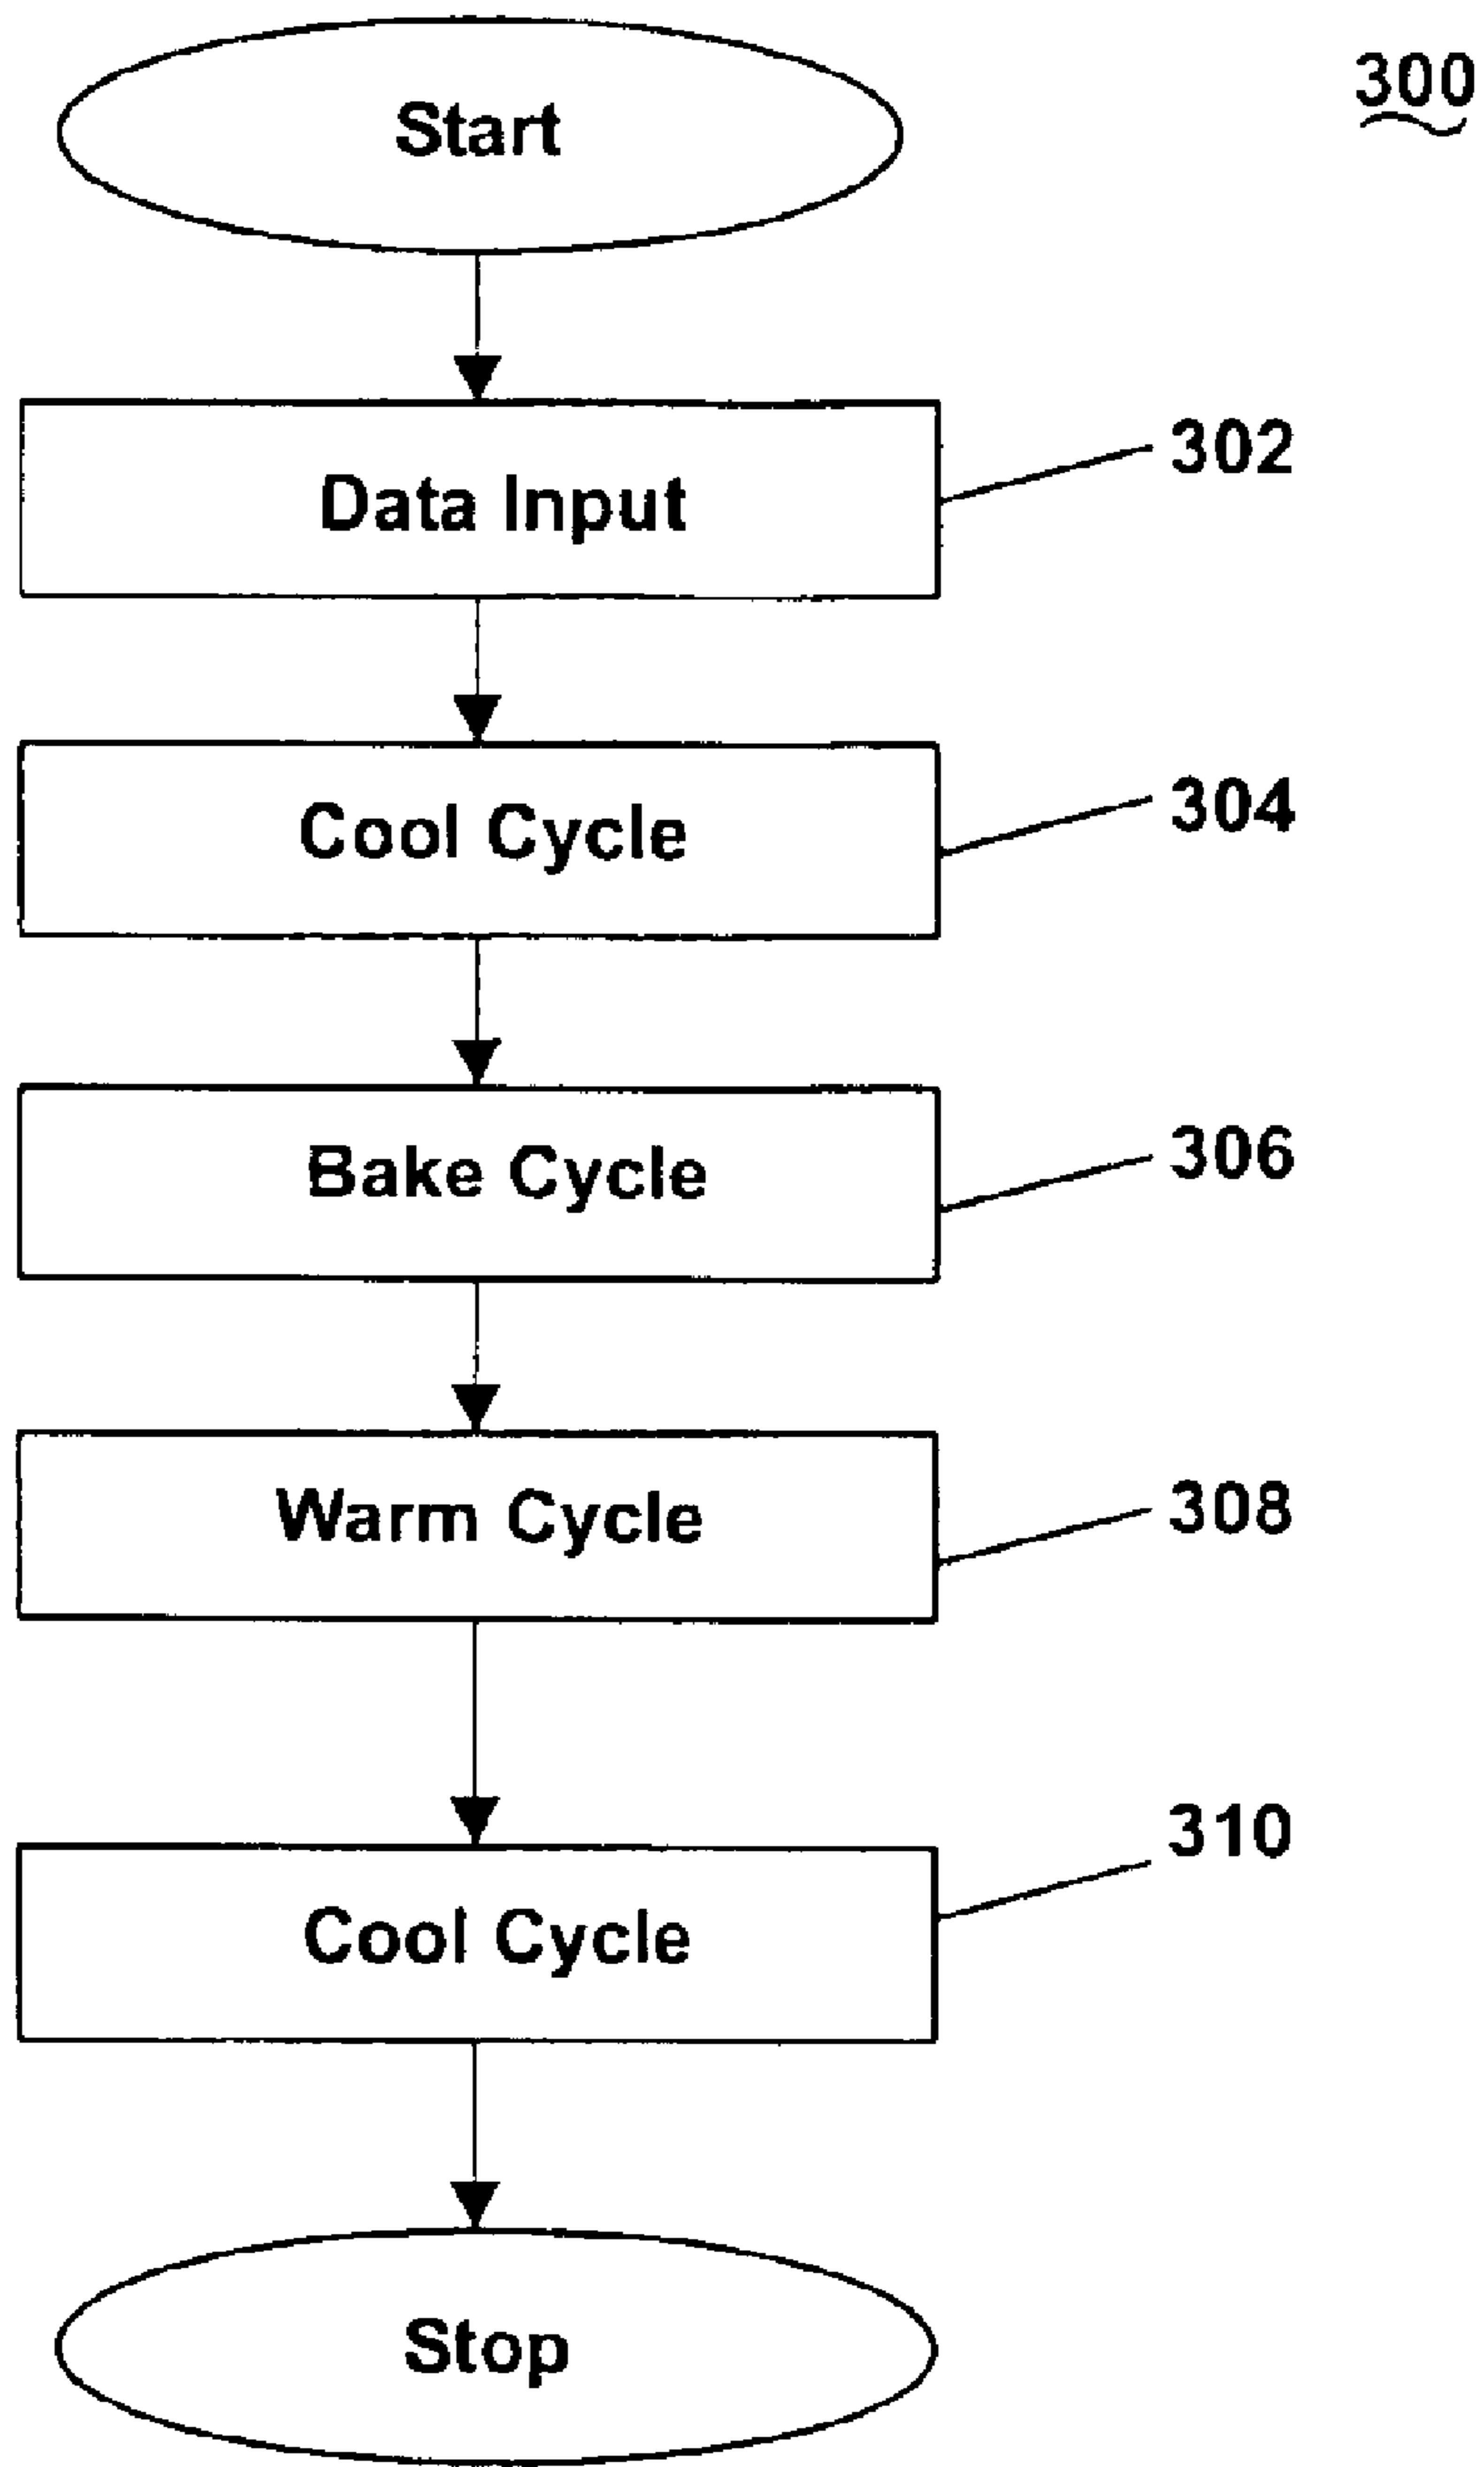 300
Start
Data Input
302
Cool Cycle
304
Bake Cycle
306
Warm Cycle
308
Cool Cycle
310
Stop